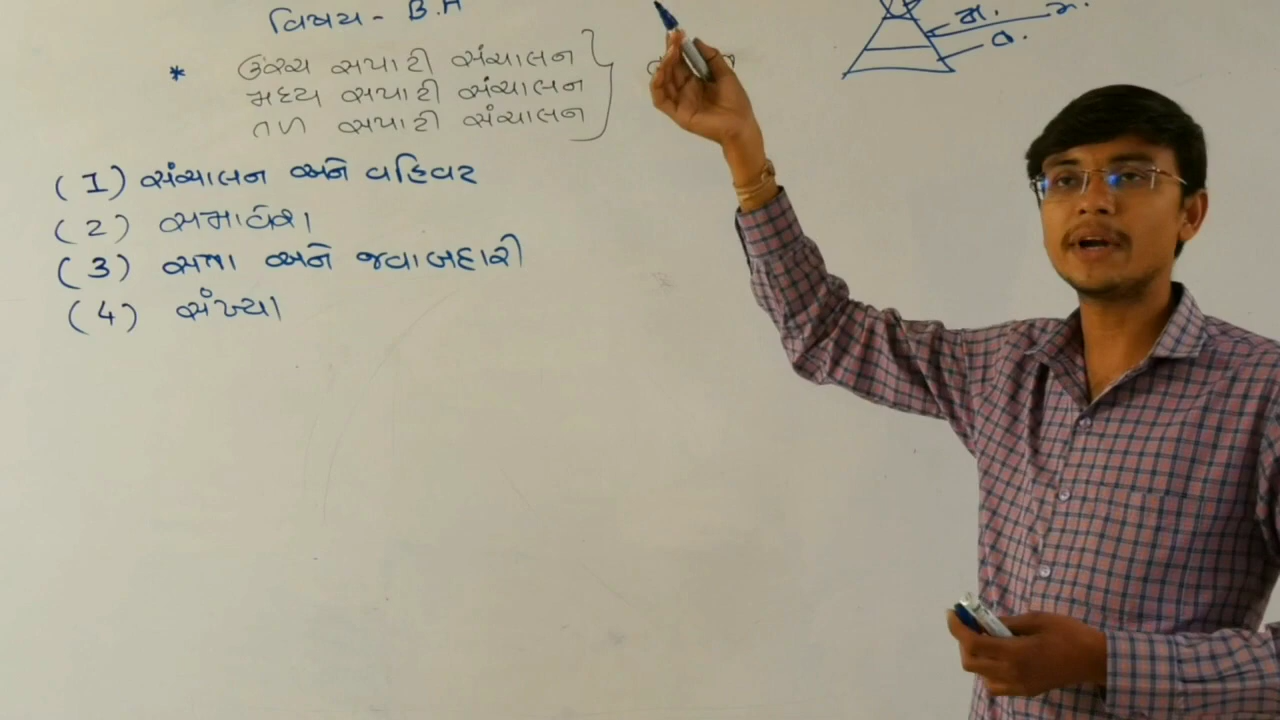 વિષય - B.A
* ઉચ્ચ સપાટી સંચાલન
મધ્ય સપાટી સંચાલન
તળ સપાટી સંચાલન
મ.
ત.
(1) સંચાલન અને વહિવટ
(2) સમાવેશ
(3) સત્તા અને જવાબદારી
(4) સંખ્યા